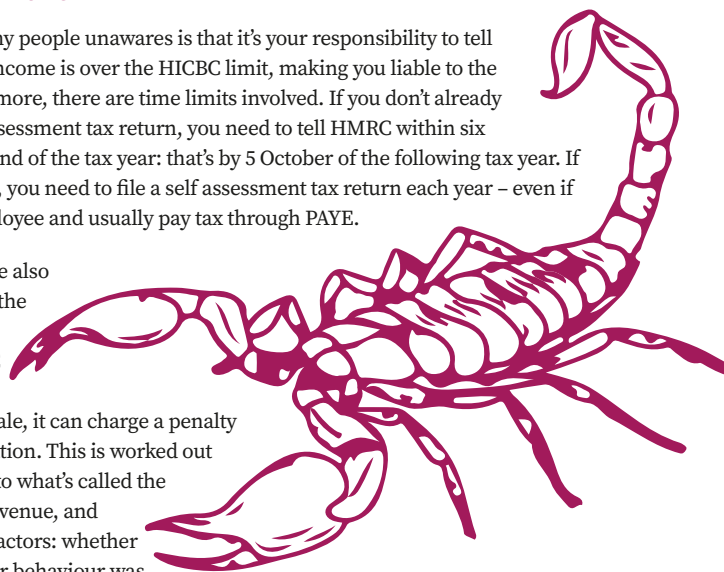 ny people unawares is that it’s your responsibility to tell
ncome is over the HICBC limit, making you liable to the
more, there are time limits involved. If you don’t already
ssessment tax return, you need to tell HMRC within six
nd of the tax year: that’s by 5 October of the following tax year. If
, you need to file a self assessment tax return each year – even if
loyee and usually pay tax through PAYE.
e also
the
ale, it can charge a penalty
tion. This is worked out
to what’s called the
venue, and
actors: whether
r behaviour was